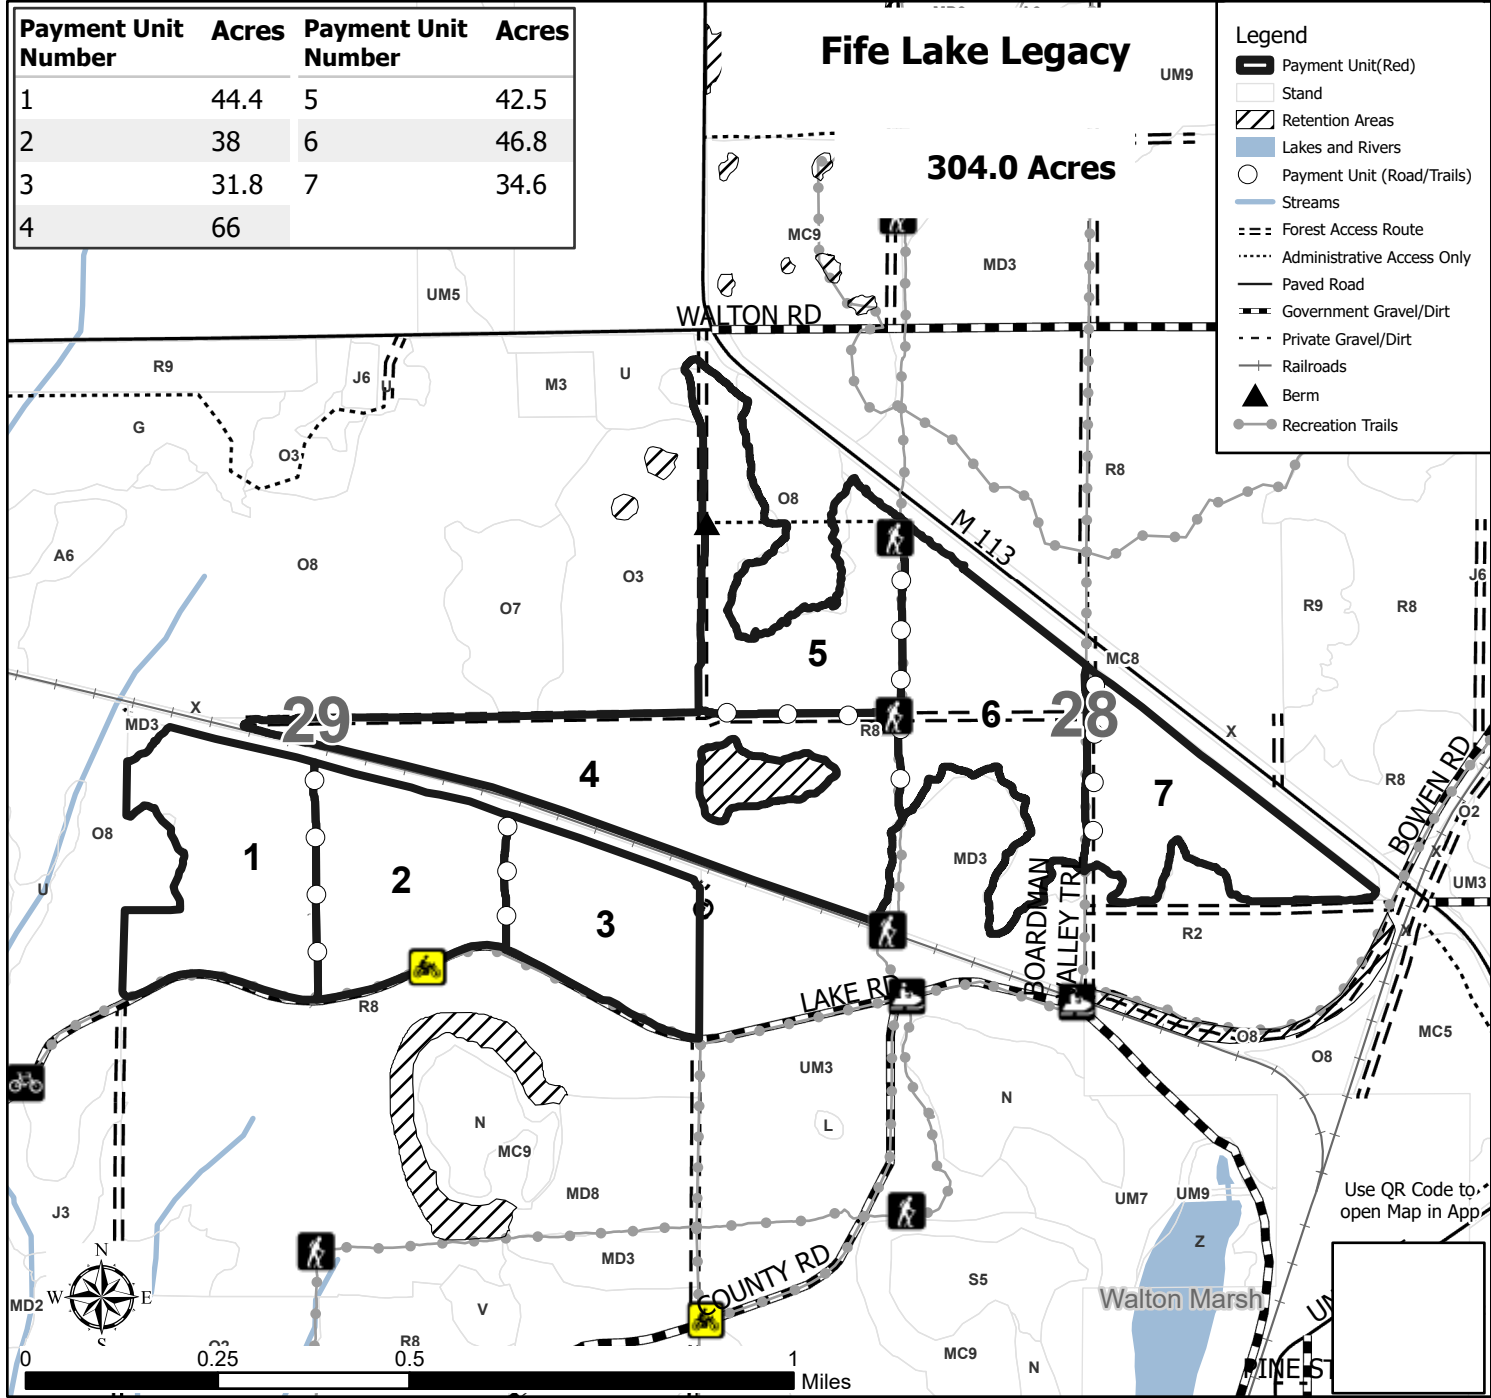 Payment Unit Number Acres Payment Unit Number Acres
1 44.4 5 42.5
2 38 6 46.8
3 31.8 7 34.6
4 66
Fife Lake Legacy
304.0 Acres
Legend
Payment Unit(Red)
Stand
Retention Areas
Lakes and Rivers
Payment Unit (Road/Trails)
Streams
Forest Access Route
Administrative Access Only
Paved Road
Government Gravel/Dirt
Private Gravel/Dirt
Railroads
Berm
Recreation Trails
UM9
MC9
MD3
UM5
WALTON RD
R9
J6
U
M3
U
G
O3
O8
R8
M 113
A6
O8
O3
O7
J6
R9
R8
5
MC8
X
MD3
29
6
28
R8
X
4
7
R8
BOWEN RD
O2
O8
1
2
MD3
X
U
3
UM3
BOARDMAN
VALLEY TRL
R2
X
R8
LAKE RD
O8
O8
MC5
UM3
N
N
L
MC9
MD8
UM7
UM9
J3
Use QR Code to
open Map in App
Z
N
W E
S
MD3
COUNTY RD
S5
Walton Marsh
MD2
V
R8
MC9
N
PINE ST
0 0.25 0.5 1
Miles